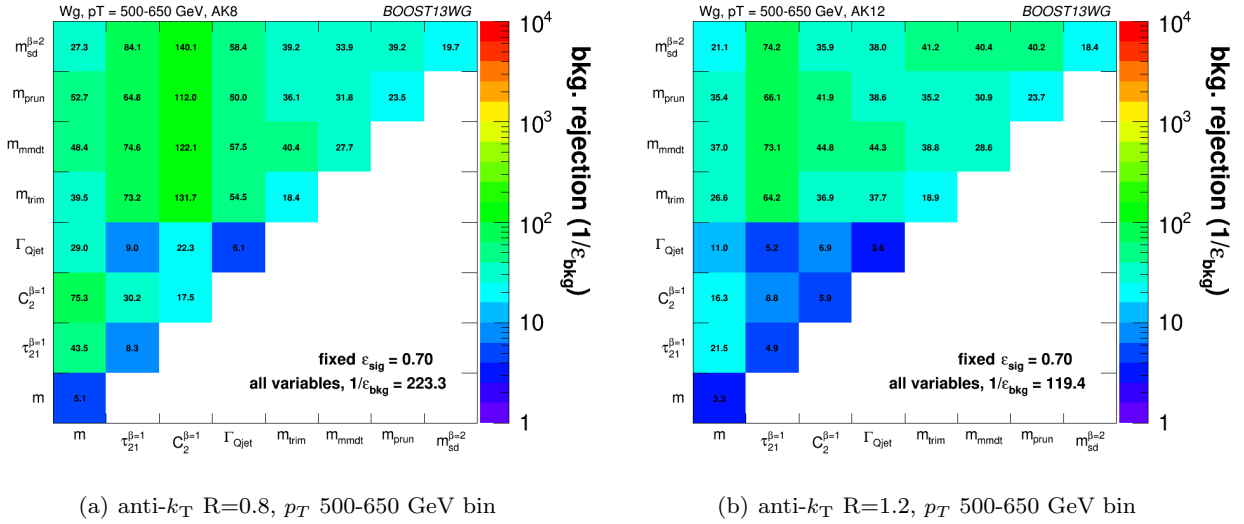 Wg, pT = 500-650 GeV, AK8 BOOST13WG
m_sd^β=2 27.3 84.1 140.1 58.4 39.2 33.9 39.2 19.7
m_prun 52.7 64.8 112.0 50.0 36.1 31.8 23.5
m_mmdt 48.4 74.6 122.1 57.5 40.4 27.7
m_trim 39.5 73.2 131.7 54.5 18.4
Γ_Qjet 29.0 9.0 22.3 6.1
C_2^β=1 75.3 30.2 17.5
τ_21^β=1 43.5 8.3
m 5.1
fixed ε_sig = 0.70
all variables, 1/ε_bkg = 223.3
m τ_21^β=1 C_2^β=1 Γ_Qjet m_trim m_mmdt m_prun m_sd^β=2
10^4
10^3
10^2
10
1
bkg. rejection (1/ε_bkg)
(a) anti-k_T R=0.8, p_T 500-650 GeV bin
Wg, pT = 500-650 GeV, AK12 BOOST13WG
m_sd^β=2 21.1 74.2 35.9 38.0 41.2 40.4 40.2 18.4
m_prun 35.4 66.1 41.9 38.6 35.2 30.9 23.7
m_mmdt 37.0 73.1 44.8 44.3 38.8 28.6
m_trim 26.6 64.2 36.9 37.7 18.9
Γ_Qjet 11.0 5.2 6.9 3.6
C_2^β=1 16.3 8.8 5.9
τ_21^β=1 21.5 4.9
m 3.3
fixed ε_sig = 0.70
all variables, 1/ε_bkg = 119.4
m τ_21^β=1 C_2^β=1 Γ_Qjet m_trim m_mmdt m_prun m_sd^β=2
10^4
10^3
10^2
10
1
bkg. rejection (1/ε_bkg)
(b) anti-k_T R=1.2, p_T 500-650 GeV bin